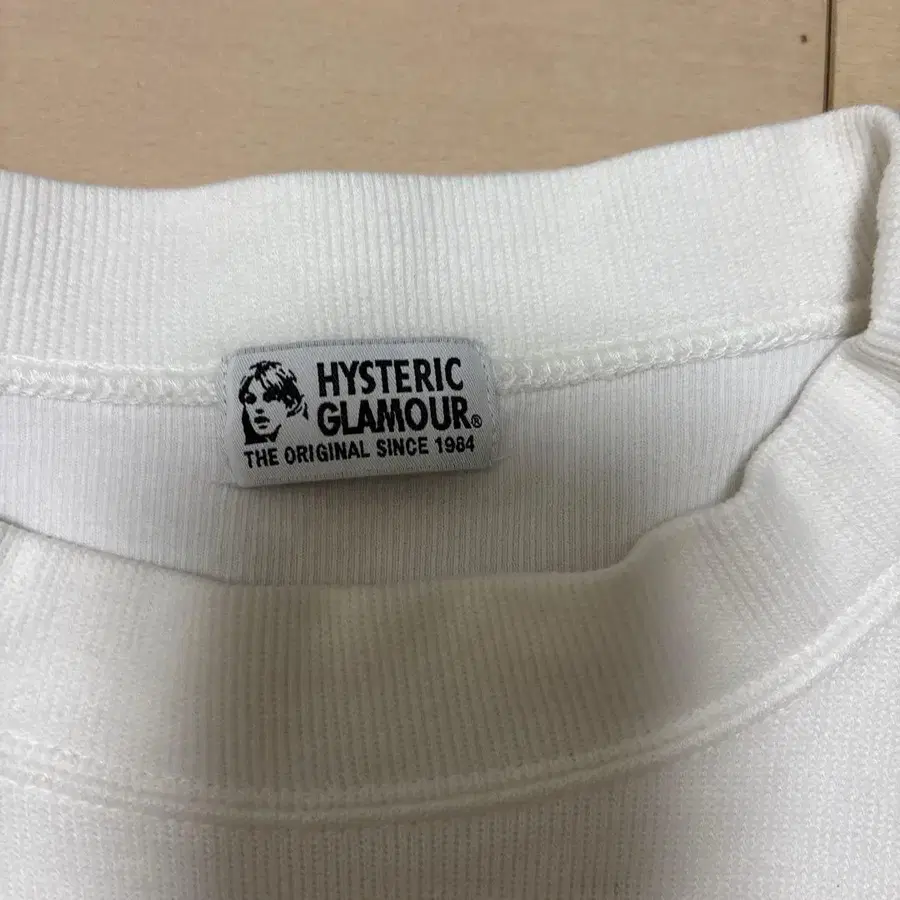 HYSTERIC
GLAMOUR®
THE ORIGINAL SINCE 1984